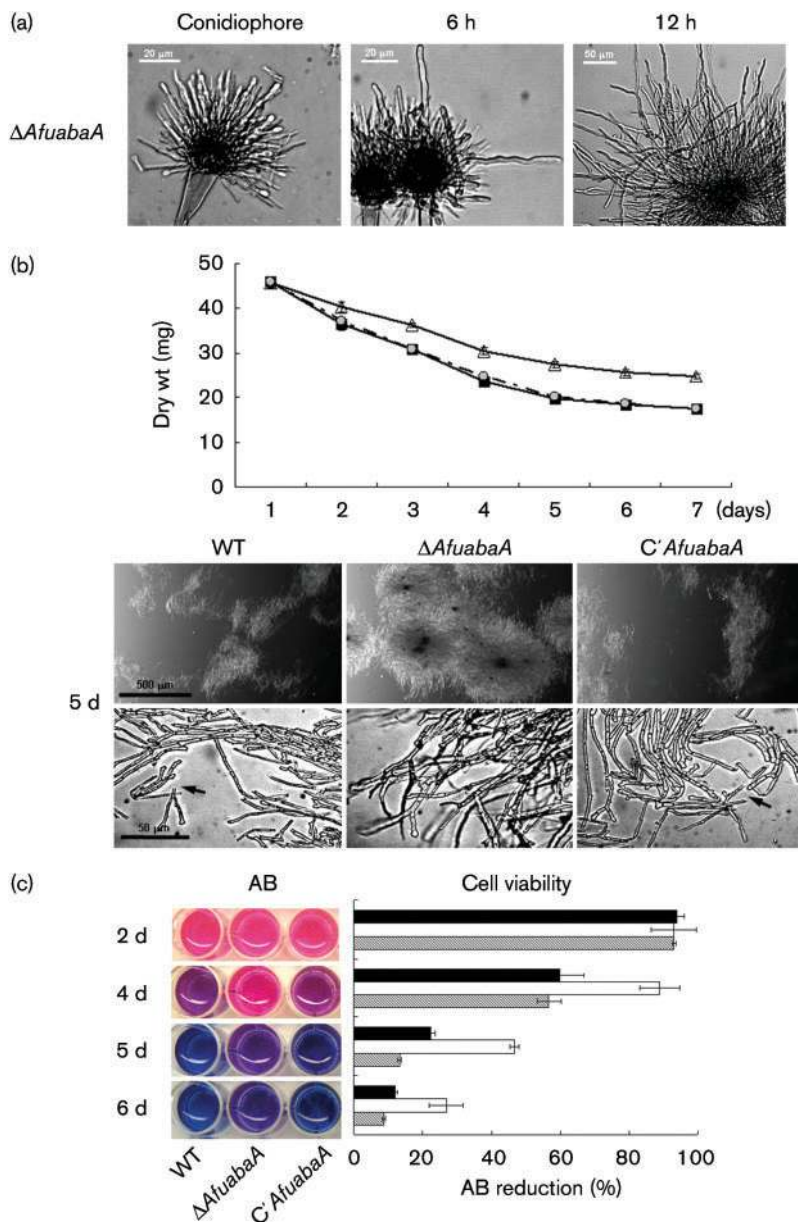 (a)
Conidiophore 6 h 12 h
20 μm 20 μm 50 μm
ΔAfuabaA
(b)
50
40
30
20
10
0
Dry wt (mg)
1 2 3 4 5 6 7 (days)
WT ΔAfuabaA C′AfuabaA
500 μm
5 d
50 μm
(c)
AB Cell viability
2 d
4 d
5 d
6 d
WT ΔAfuabaA C′AfuabaA
0 20 40 60 80 100
AB reduction (%)